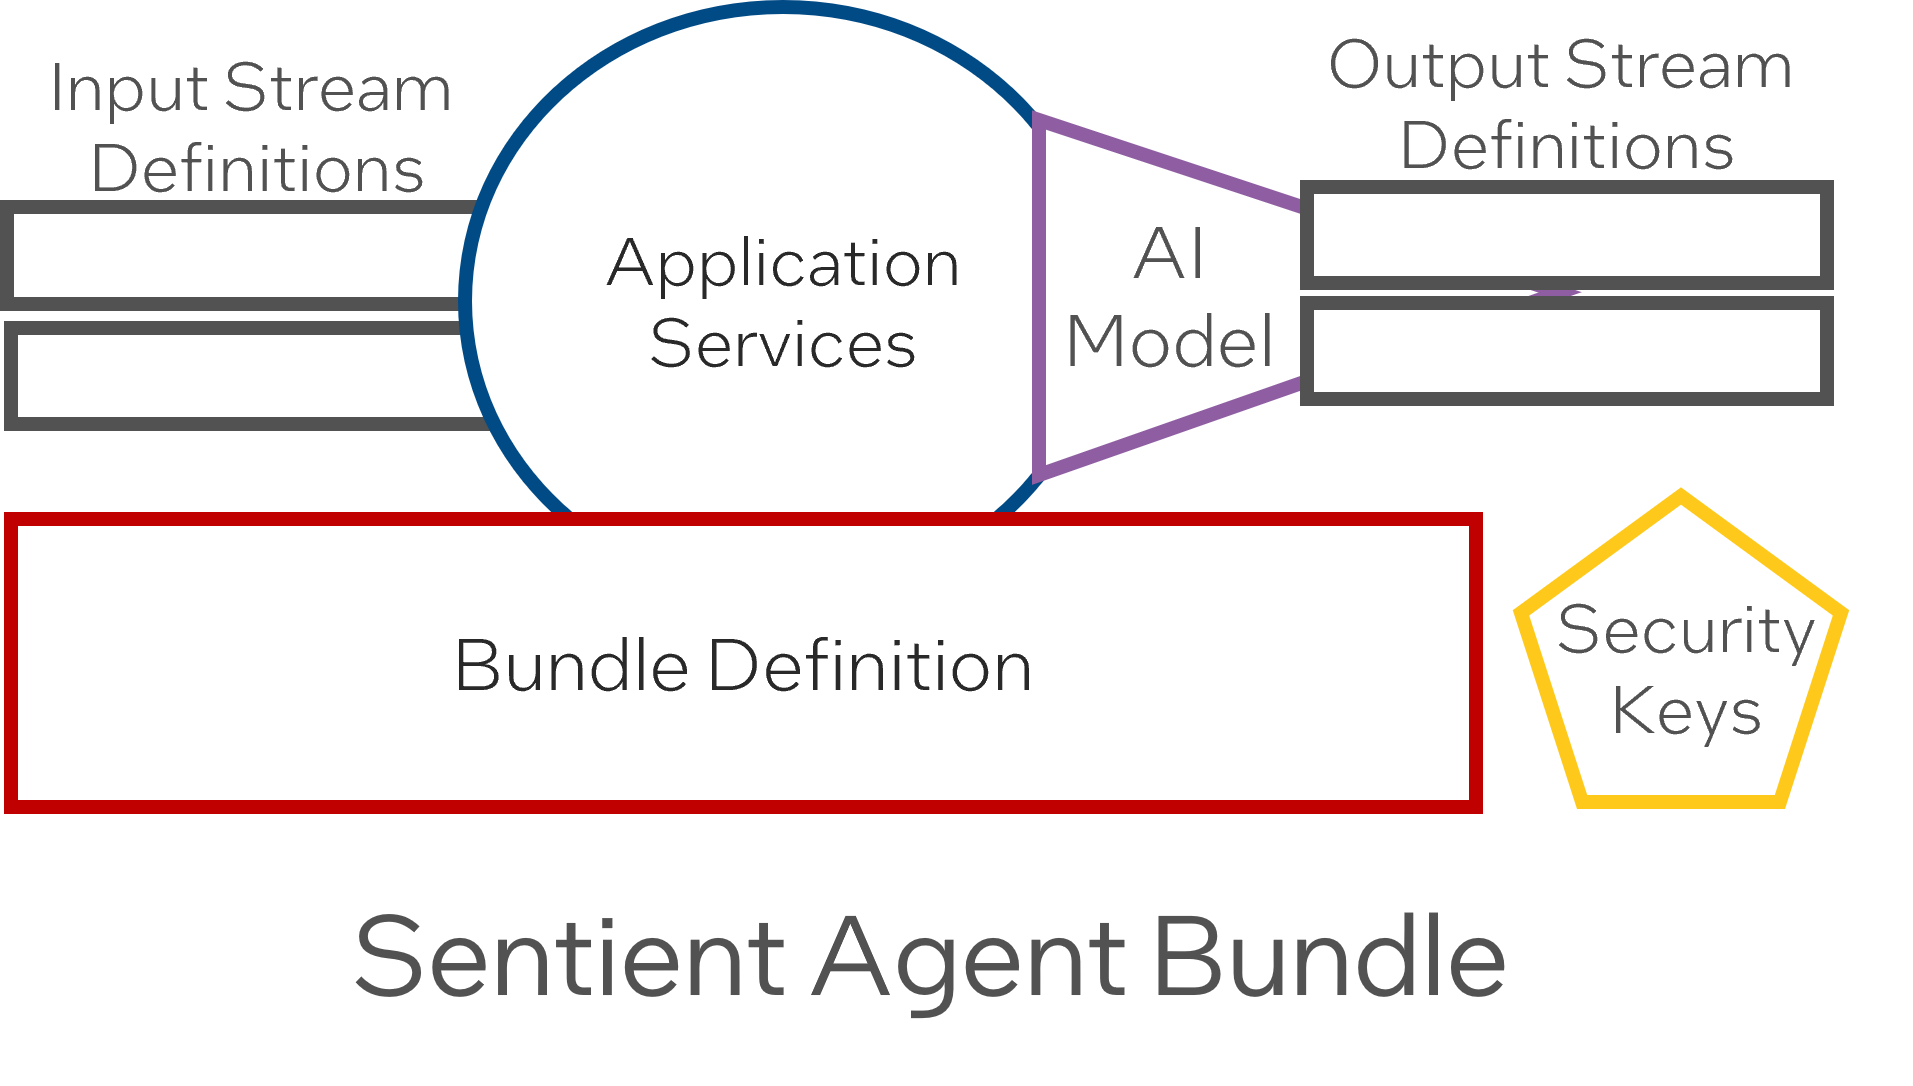 Input Stream
Definitions
Application
Services
AI
Model
Output Stream
Definitions
Bundle Definition
Security
Keys
Sentient Agent Bundle